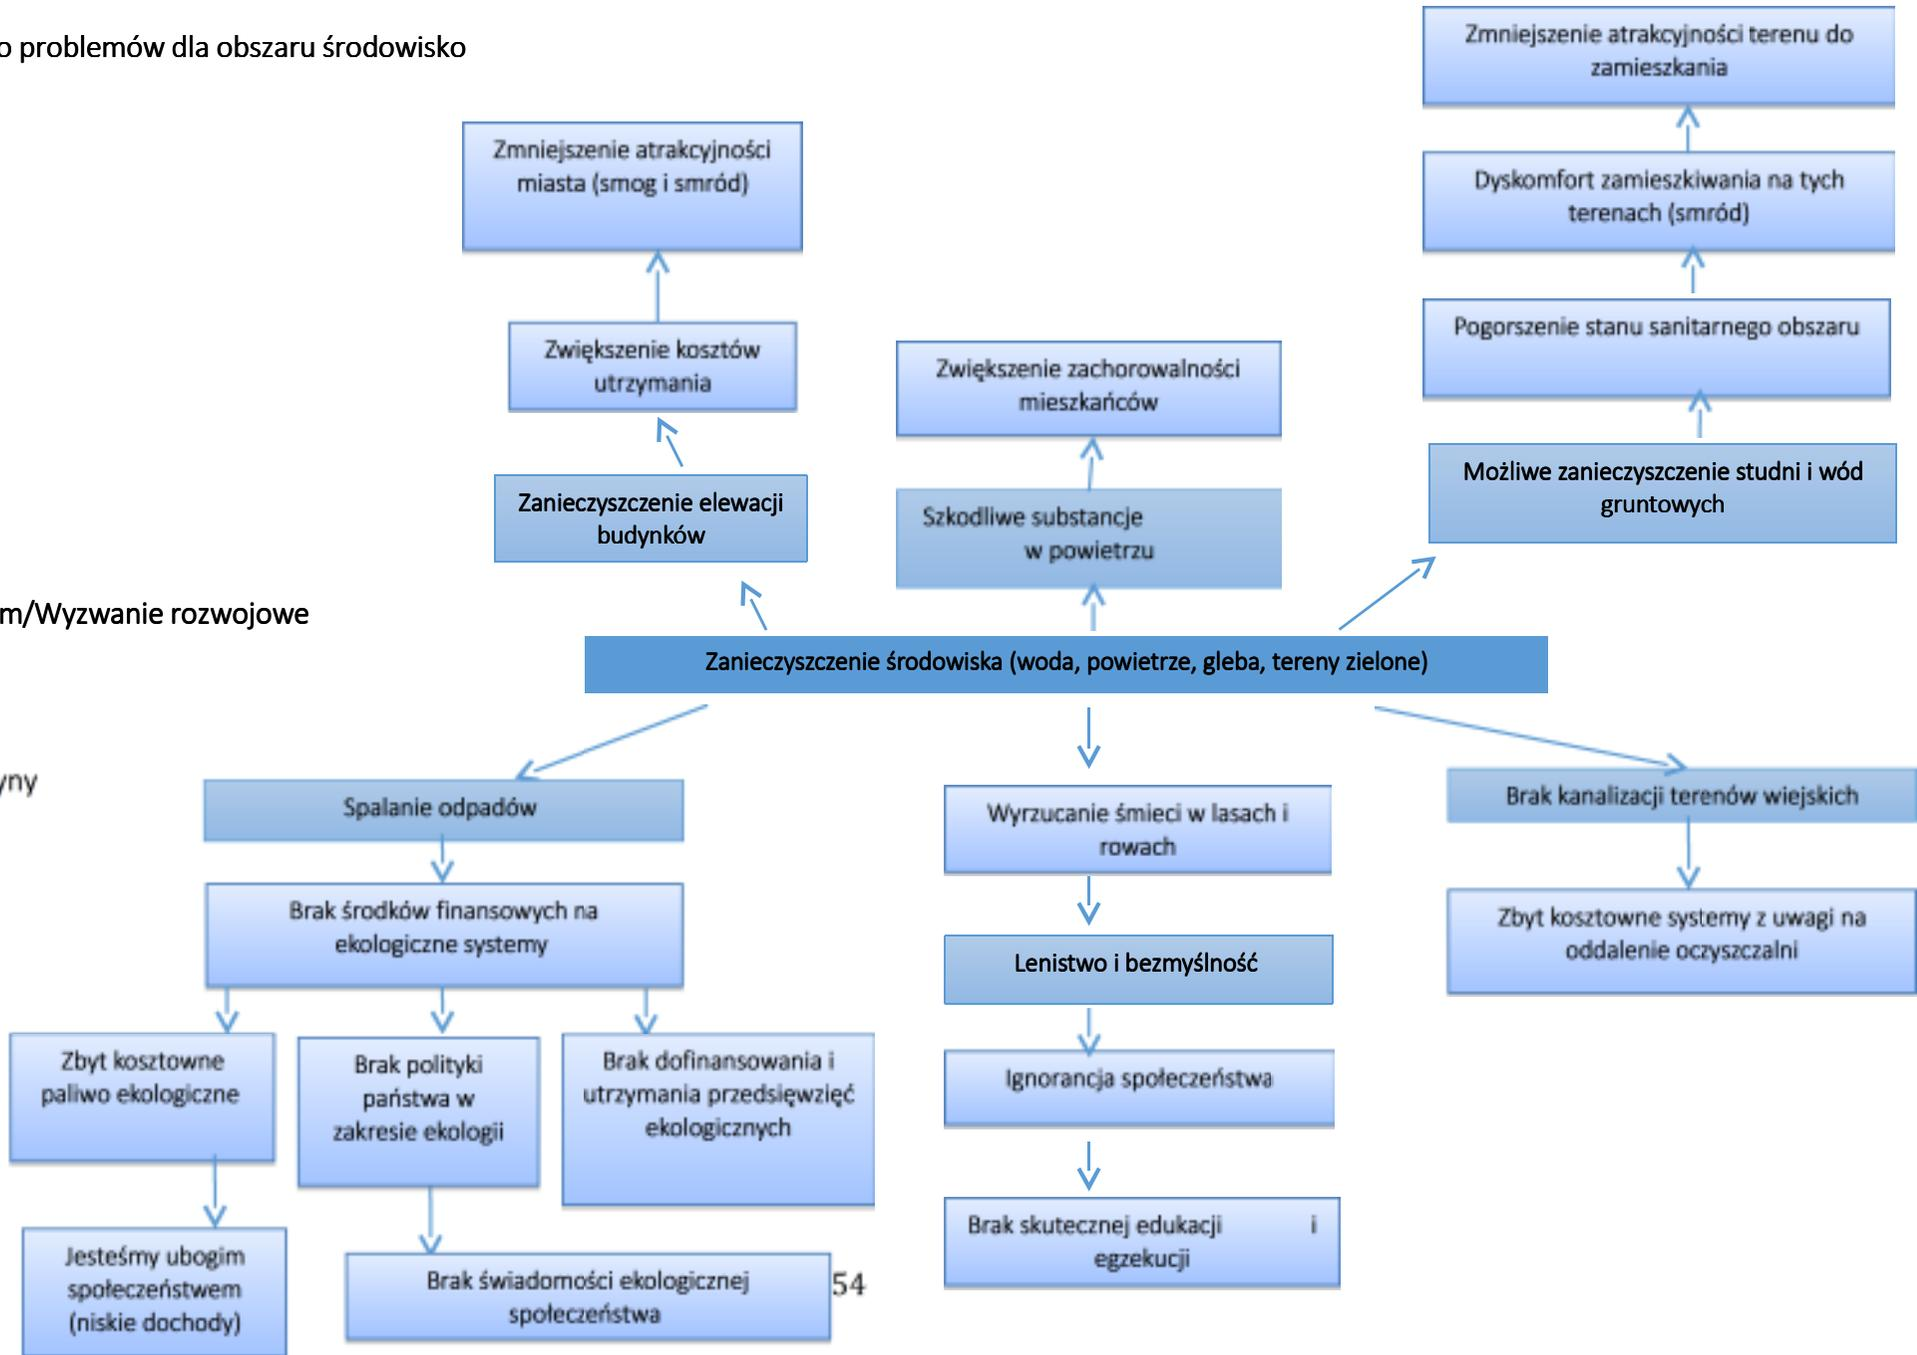 o problemów dla obszaru środowisko
Zmniejszenie atrakcyjności terenu do
zamieszkania
Zmniejszenie atrakcyjności
miasta (smog i smród)
Dyskomfort zamieszkiwania na tych
terenach (smród)
Zwiększenie kosztów
utrzymania
Zwiększenie zachorowalności
mieszkańców
Pogorszenie stanu sanitarnego obszaru
Zanieczyszczenie elewacji
budynków
Szkodliwe substancje
w powietrzu
Możliwe zanieczyszczenie studni i wód
gruntowych
m/Wyzwanie rozwojowe
Zanieczyszczenie środowiska (woda, powietrze, gleba, tereny zielone)
yny
Spalanie odpadów
Brak środków finansowych na
ekologiczne systemy
Zbyt kosztowne
paliwo ekologiczne
Brak polityki
państwa w
zakresie ekologii
Brak dofinansowania i
utrzymania przedsięwzięć
ekologicznych
Jesteśmy ubogim
społeczeństwem
(niskie dochody)
Brak świadomości ekologicznej
społeczeństwa
Wyrzucanie śmieci w lasach i
rowach
Lenistwo i bezmyślność
Ignorancja społeczeństwa
Brak skutecznej edukacji i
egzekucji
Brak kanalizacji terenów wiejskich
Zbyt kosztowne systemy z uwagi na
oddalenie oczyszczalni
54